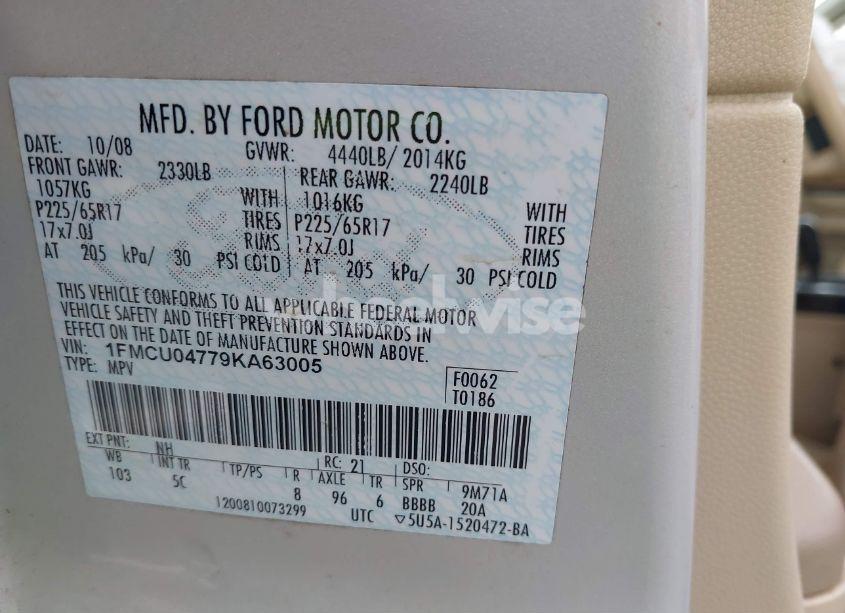 MFD. BY FORD MOTOR CO.
DATE: 10/08 GVWR: 4440LB/ 2014KG
FRONT GAWR: 2330LB REAR GAWR: 2240LB
1057KG WITH 1016KG WITH
P225/65R17 TIRES P225/65R17 TIRES
17x7.0J RIMS 17x7.0J RIMS
AT 205 kPa/ 30 PSI COLD AT 205 kPa/ 30 PSI COLD
THIS VEHICLE CONFORMS TO ALL APPLICABLE FEDERAL MOTOR
VEHICLE SAFETY AND THEFT PREVENTION STANDARDS IN
EFFECT ON THE DATE OF MANUFACTURE SHOWN ABOVE.
VIN: 1FMCU04779KA63005
TYPE: MPV
F0062
T0186
EXT PNT: NH RC: 21 DSO:
WB INT TR TP/PS R AXLE TR SPR 9M71A
103 5C 8 96 6 BBBB 20A
1200810073299 UTC ▽5U5A-1520472-BA